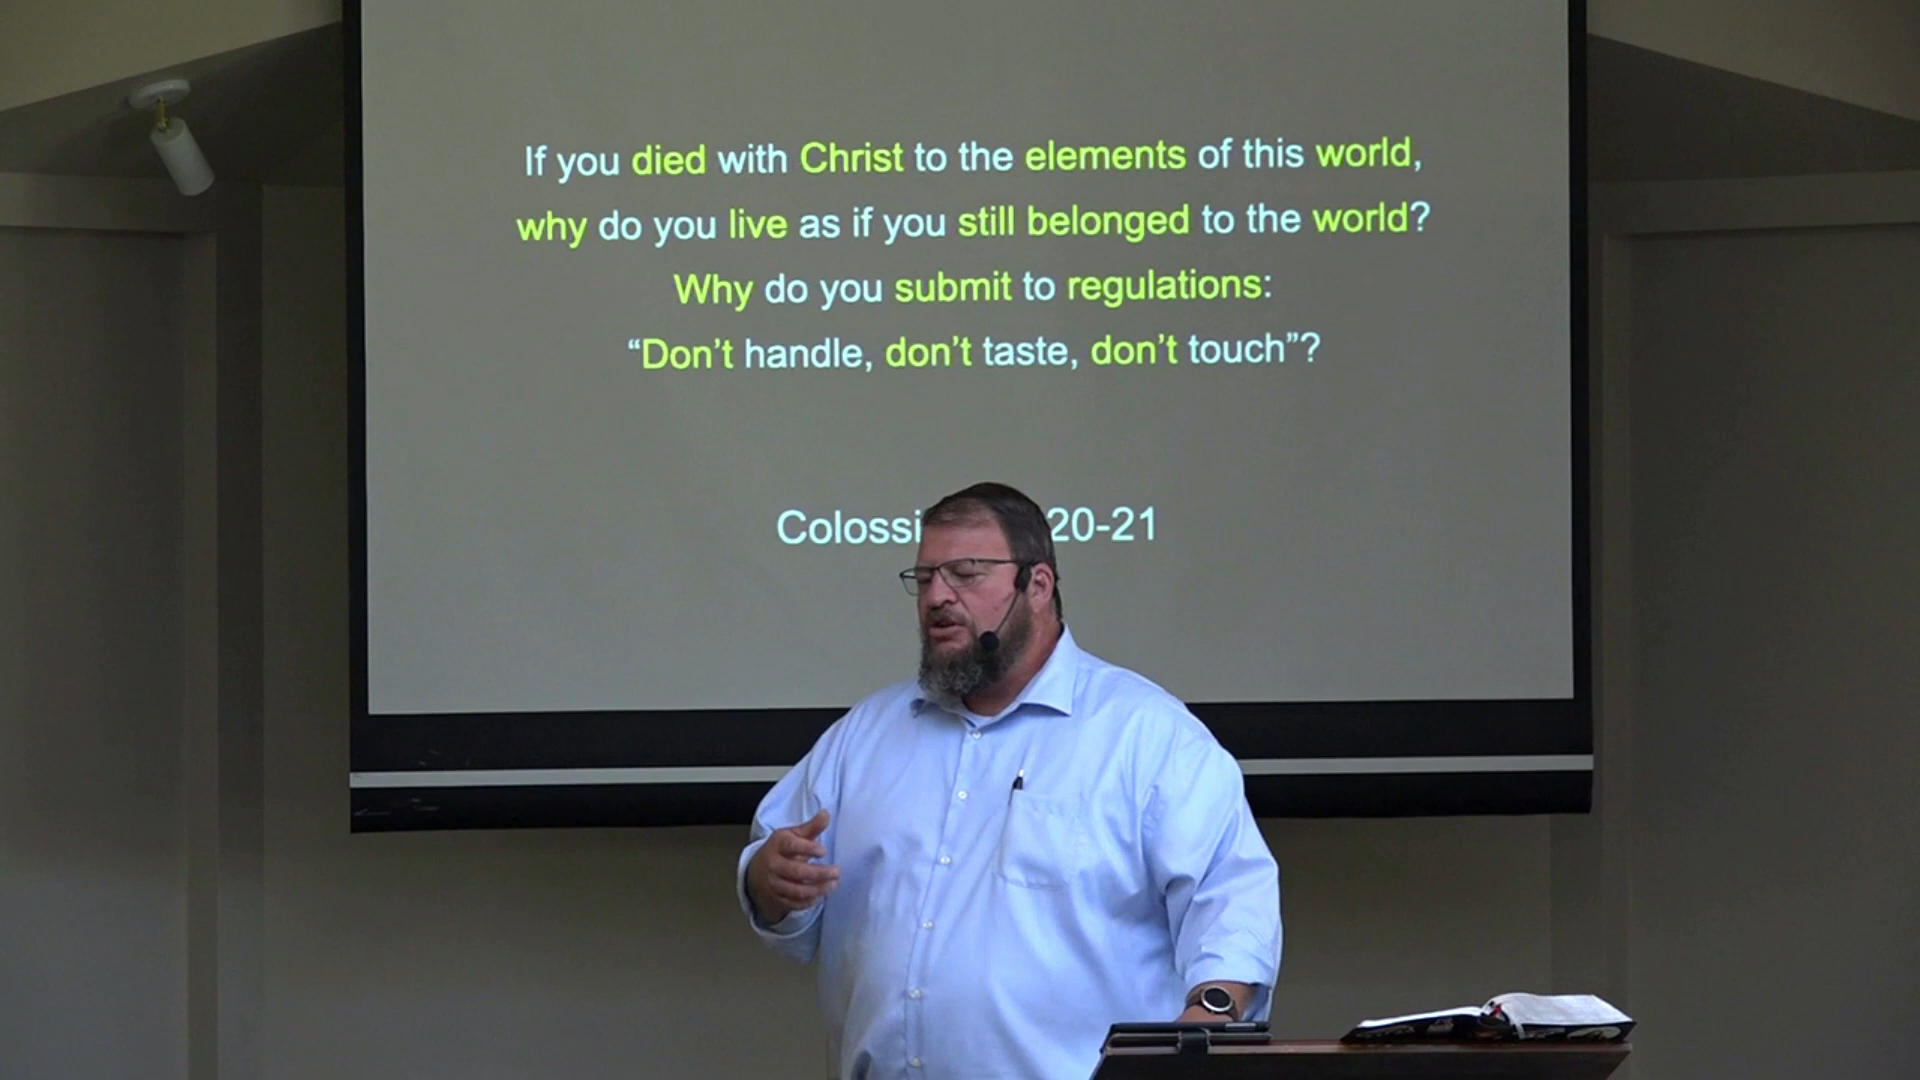 If you died with Christ to the elements of this world,
why do you live as if you still belonged to the world?
Why do you submit to regulations:
“Don’t handle, don’t taste, don’t touch”?
20-21